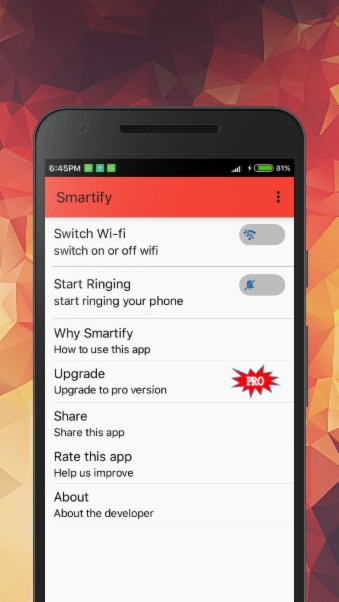 6:45PM 81%
Smartify
Switch Wi-fi
switch on or off wifi
Start Ringing
start ringing your phone
Why Smartify
How to use this app
Upgrade
Upgrade to pro version
PRO
Share
Share this app
Rate this app
Help us improve
About
About the developer